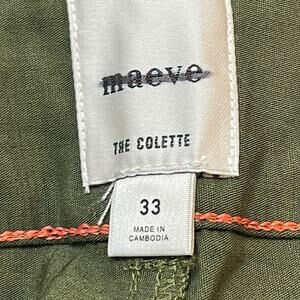 maeve
THE COLETTE
33
MADE IN
CAMBODIA